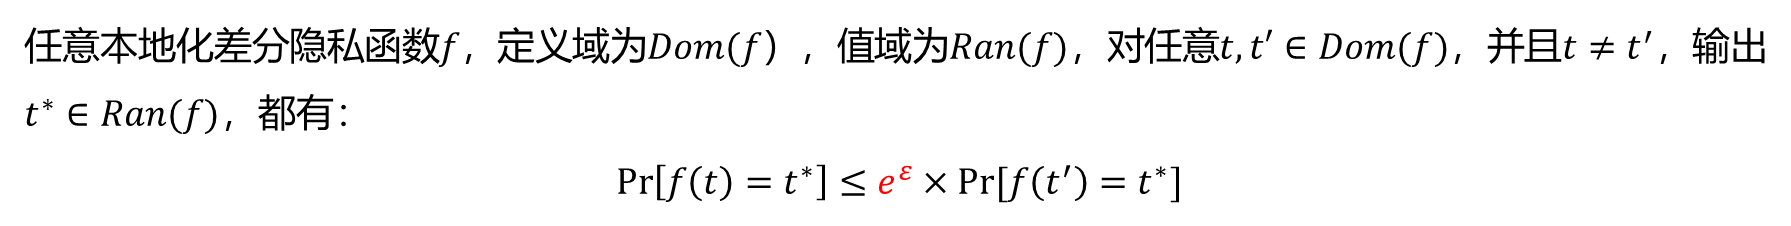 任意本地化差分隐私函数f，定义域为Dom(f），值域为Ran(f)，对任意t, t′ ∈ Dom(f)，并且t ≠ t′，输出
t* ∈ Ran(f)，都有：
Pr[f(t) = t*] ≤ e^ε × Pr[f(t′) = t*]